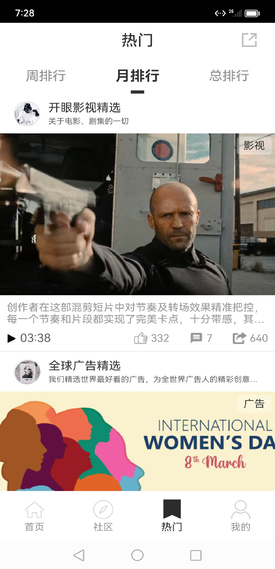 7:28
热门
周排行
月排行
总排行
开眼影视精选
关于电影、剧集的一切
影视
创作者在这部混剪短片中对节奏及转场效果精准把控，
每一个节奏和片段都实现了完美卡点，十分带感，其...
03:38
332
7
640
全球广告精选
我们精选世界最好看的广告，为全世界广告人的精彩创意...
广告
INTERNATIONAL
WOMEN'S DA
8th March
首页
社区
热门
我的